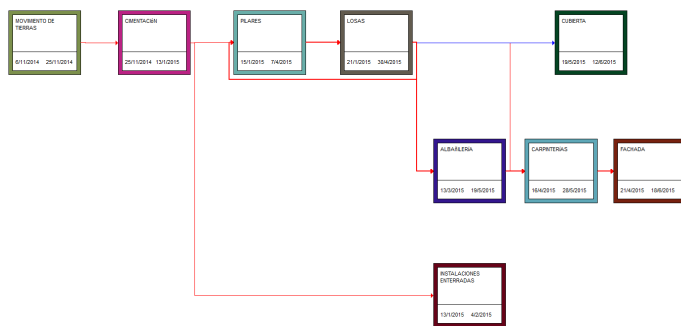 MOVIMIENTO DE
TIERRAS
6/11/2014 25/11/2014
CIMENTACIÓN
25/11/2014 13/1/2015
PILARES
15/1/2015 7/4/2015
LOSAS
21/1/2015 30/4/2015
CUBIERTA
19/5/2015 12/6/2015
ALBAÑILERIA
13/3/2015 19/5/2015
CARPINTERIAS
16/4/2015 28/5/2015
FACHADA
21/4/2015 18/6/2015
INSTALACIONES
ENTERRADAS
13/1/2015 4/2/2015